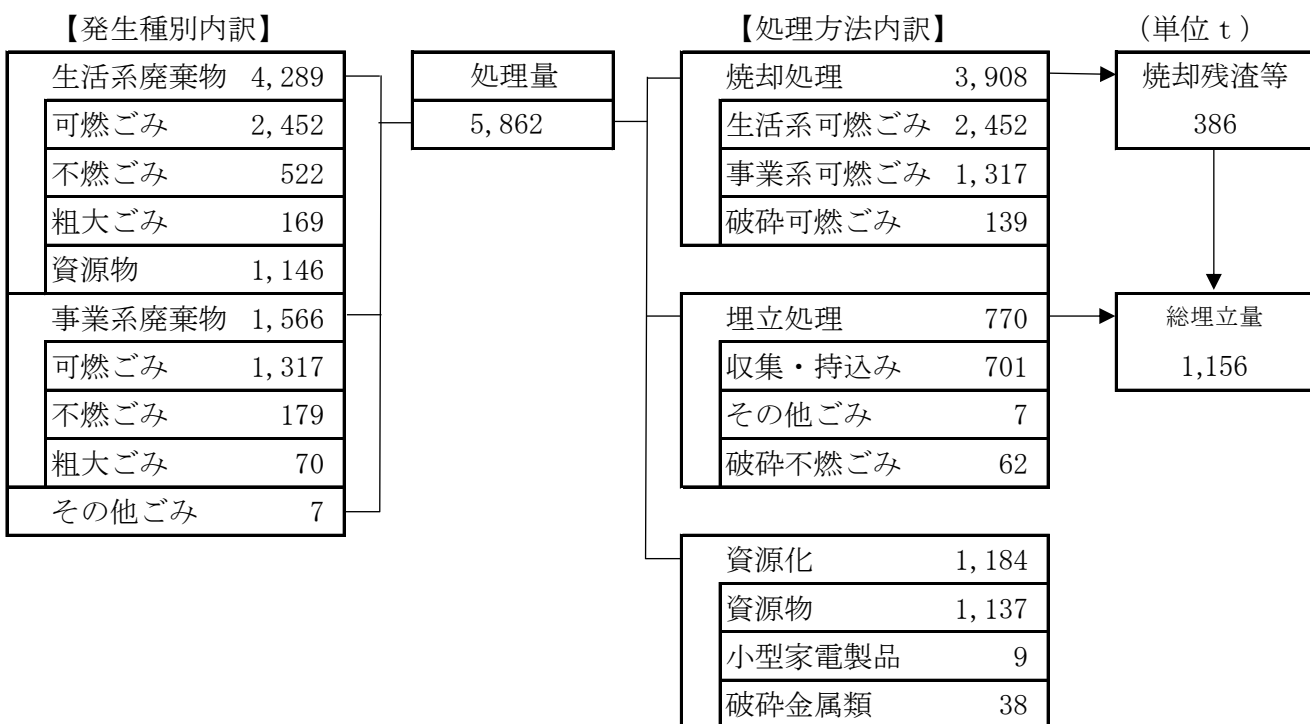 【発生種別内訳】
生活系廃棄物 4,289
可燃ごみ 2,452
不燃ごみ 522
粗大ごみ 169
資源物 1,146
事業系廃棄物 1,566
可燃ごみ 1,317
不燃ごみ 179
粗大ごみ 70
その他ごみ 7
処理量
5,862
【処理方法内訳】
焼却処理 3,908
生活系可燃ごみ 2,452
事業系可燃ごみ 1,317
破砕可燃ごみ 139
埋立処理 770
収集・持込み 701
その他ごみ 7
破砕不燃ごみ 62
資源化 1,184
資源物 1,137
小型家電製品 9
破砕金属類 38
(単位t)
焼却残渣等
386
総埋立量
1,156